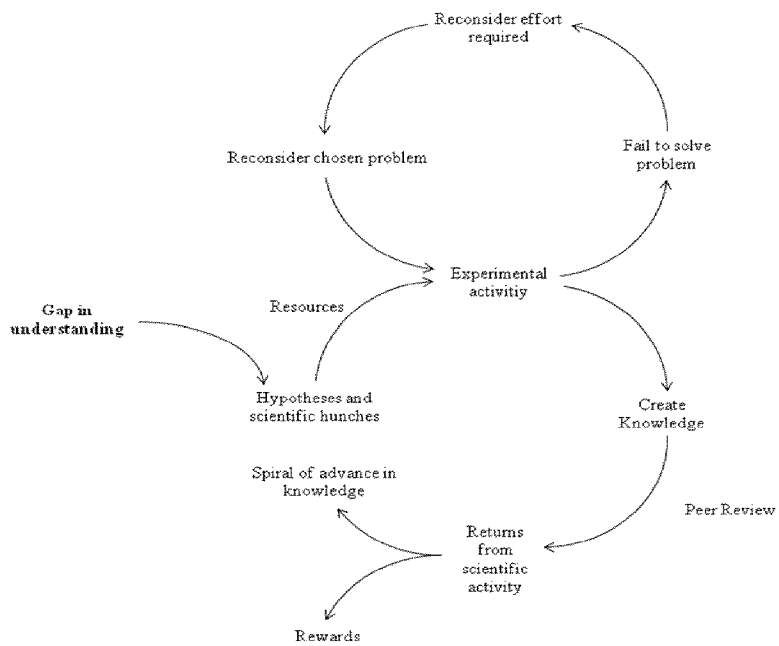 Reconsider effort
required
Reconsider chosen problem
Fail to solve
problem
Experimental
activitiy
Resources
Gap in
understanding
Hypotheses and
scientific hunches
Create
Knowledge
Spiral of advance in
knowledge
Peer Review
Returns
from
scientific
activity
Rewards